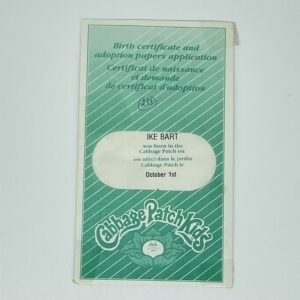 Birth certificate and
adoption papers application
Certificat de naissance
et demande
de certificat d'adoption
IKE BART
was born in the
Cabbage Patch on
est né(e) dans le jardin
Cabbage Patch le
October 1st
Cabbage Patch Kids